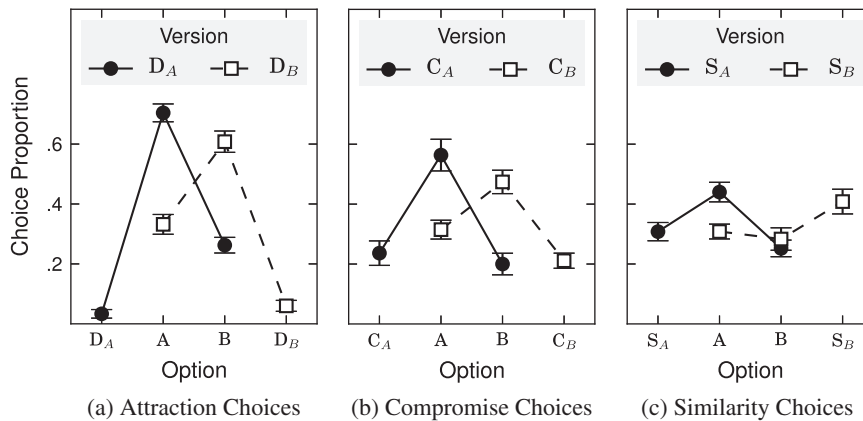 Version Version Version
D_A D_B C_A C_B S_A S_B
Choice Proportion
.6
.4
.2
D_A A B D_B C_A A B C_B S_A A B S_B
Option Option Option
(a) Attraction Choices (b) Compromise Choices (c) Similarity Choices